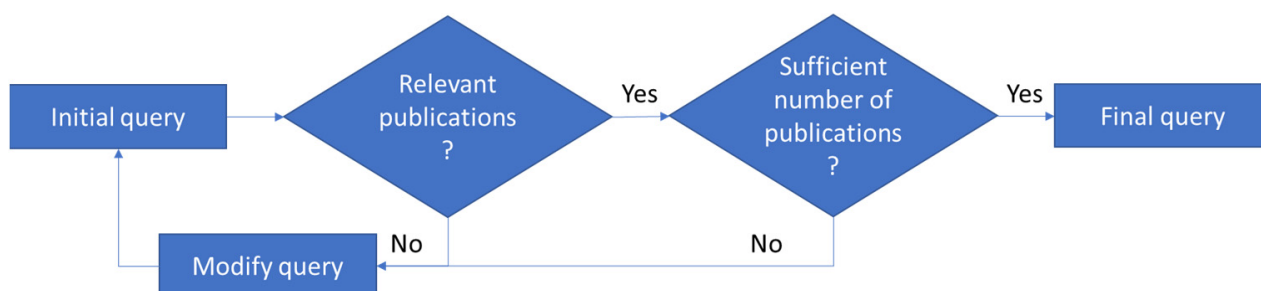 Initial query
Relevant
publications
?
Yes
Sufficient
number of
publications
?
Yes
Final query
Modify query
No
No